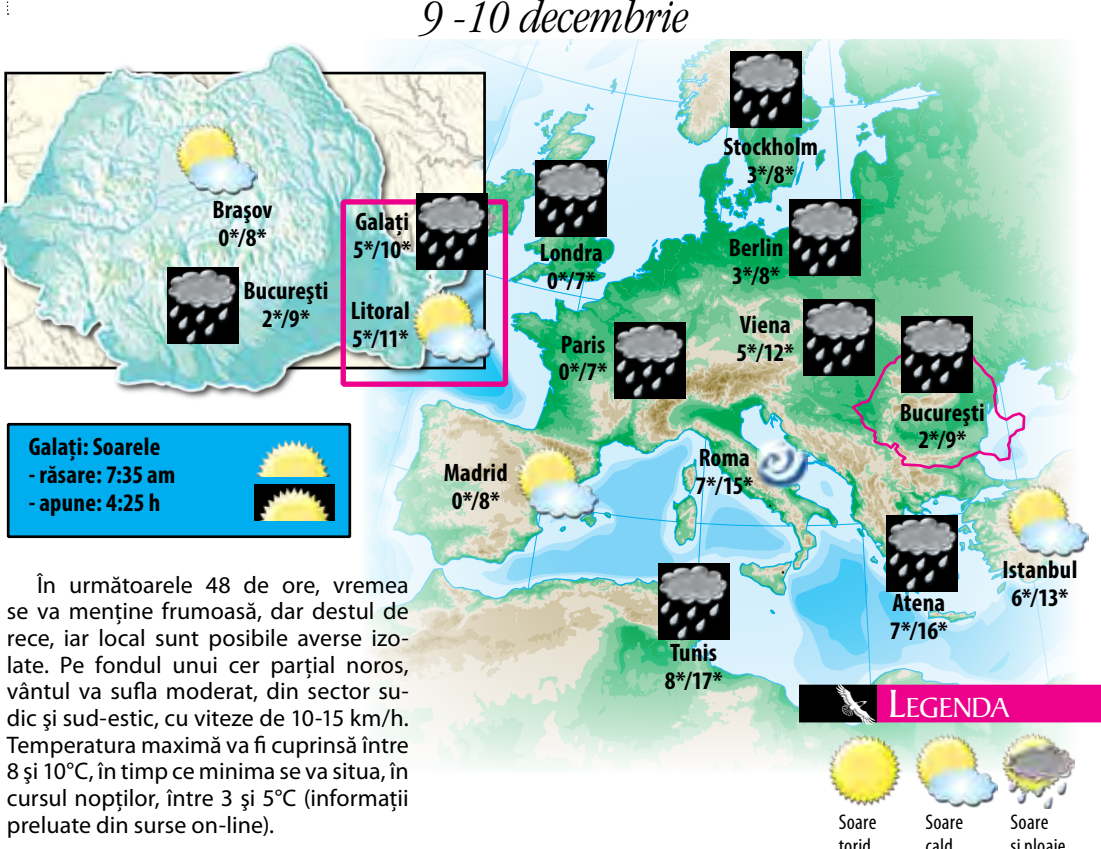 9 -10 decembrie
Braşov
0*/8*
Bucureşti
2*/9*
Galaţi
5*/10*
Litoral
5*/11*
Stockholm
3*/8*
Londra
0*/7*
Berlin
3*/8*
Paris
0*/7*
Viena
5*/12*
Bucureşti
2*/9*
Madrid
0*/8*
Roma
7*/15*
Istanbul
6*/13*
Atena
7*/16*
Tunis
8*/17*
Galaţi: Soarele
- răsare: 7:35 am
- apune: 4:25 h
În următoarele 48 de ore, vremea
se va menţine frumoasă, dar destul de
rece, iar local sunt posibile averse izo-
late. Pe fondul unui cer parţial noros,
vântul va sufla moderat, din sector su-
dic şi sud-estic, cu viteze de 10-15 km/h.
Temperatura maximă va fi cuprinsă între
8 şi 10°C, în timp ce minima se va situa, în
cursul nopţilor, între 3 şi 5°C (informaţii
preluate din surse on-line).
LEGENDA
Soare
torid
Soare
cald
Soare
şi ploaie